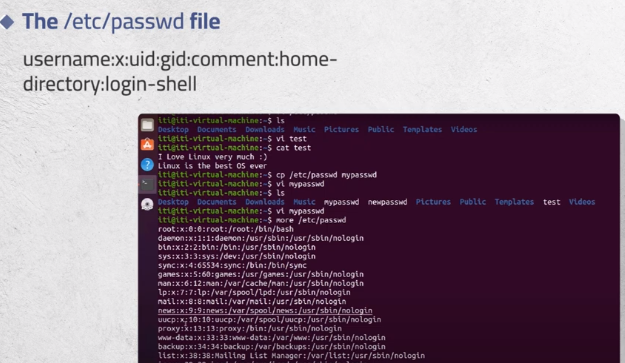 The /etc/passwd file
username:x:uid:gid:comment:home-
directory:login-shell
iti@iti-virtual-machine:~$ ls
Desktop Documents Downloads Music Pictures Public Templates Videos
iti@iti-virtual-machine:~$ vi test
iti@iti-virtual-machine:~$ cat test
I Love Linux very much :)
Linux is the best OS ever
iti@iti-virtual-machine:~$ cp /etc/passwd mypasswd
iti@iti-virtual-machine:~$ vi mypasswd
iti@iti-virtual-machine:~$ ls
Desktop Documents Downloads Music mypasswd newpasswd Pictures Public Templates test Videos
iti@iti-virtual-machine:~$ vi mypasswd
iti@iti-virtual-machine:~$ more /etc/passwd
root:x:0:0:root:/root:/bin/bash
daemon:x:1:1:daemon:/usr/sbin:/usr/sbin/nologin
bin:x:2:2:bin:/bin:/usr/sbin/nologin
sys:x:3:3:sys:/dev:/usr/sbin/nologin
sync:x:4:65534:sync:/bin:/bin/sync
games:x:5:60:games:/usr/games:/usr/sbin/nologin
man:x:6:12:man:/var/cache/man:/usr/sbin/nologin
lp:x:7:7:lp:/var/spool/lpd:/usr/sbin/nologin
mail:x:8:8:mail:/var/mail:/usr/sbin/nologin
news:x:9:9:news:/var/spool/news:/usr/sbin/nologin
uucp:x:10:10:uucp:/var/spool/uucp:/usr/sbin/nologin
proxy:x:13:13:proxy:/bin:/usr/sbin/nologin
www-data:x:33:33:www-data:/var/www:/usr/sbin/nologin
backup:x:34:34:backup:/var/backups:/usr/sbin/nologin
list:x:38:38:Mailing List Manager:/var/list:/usr/sbin/nologin